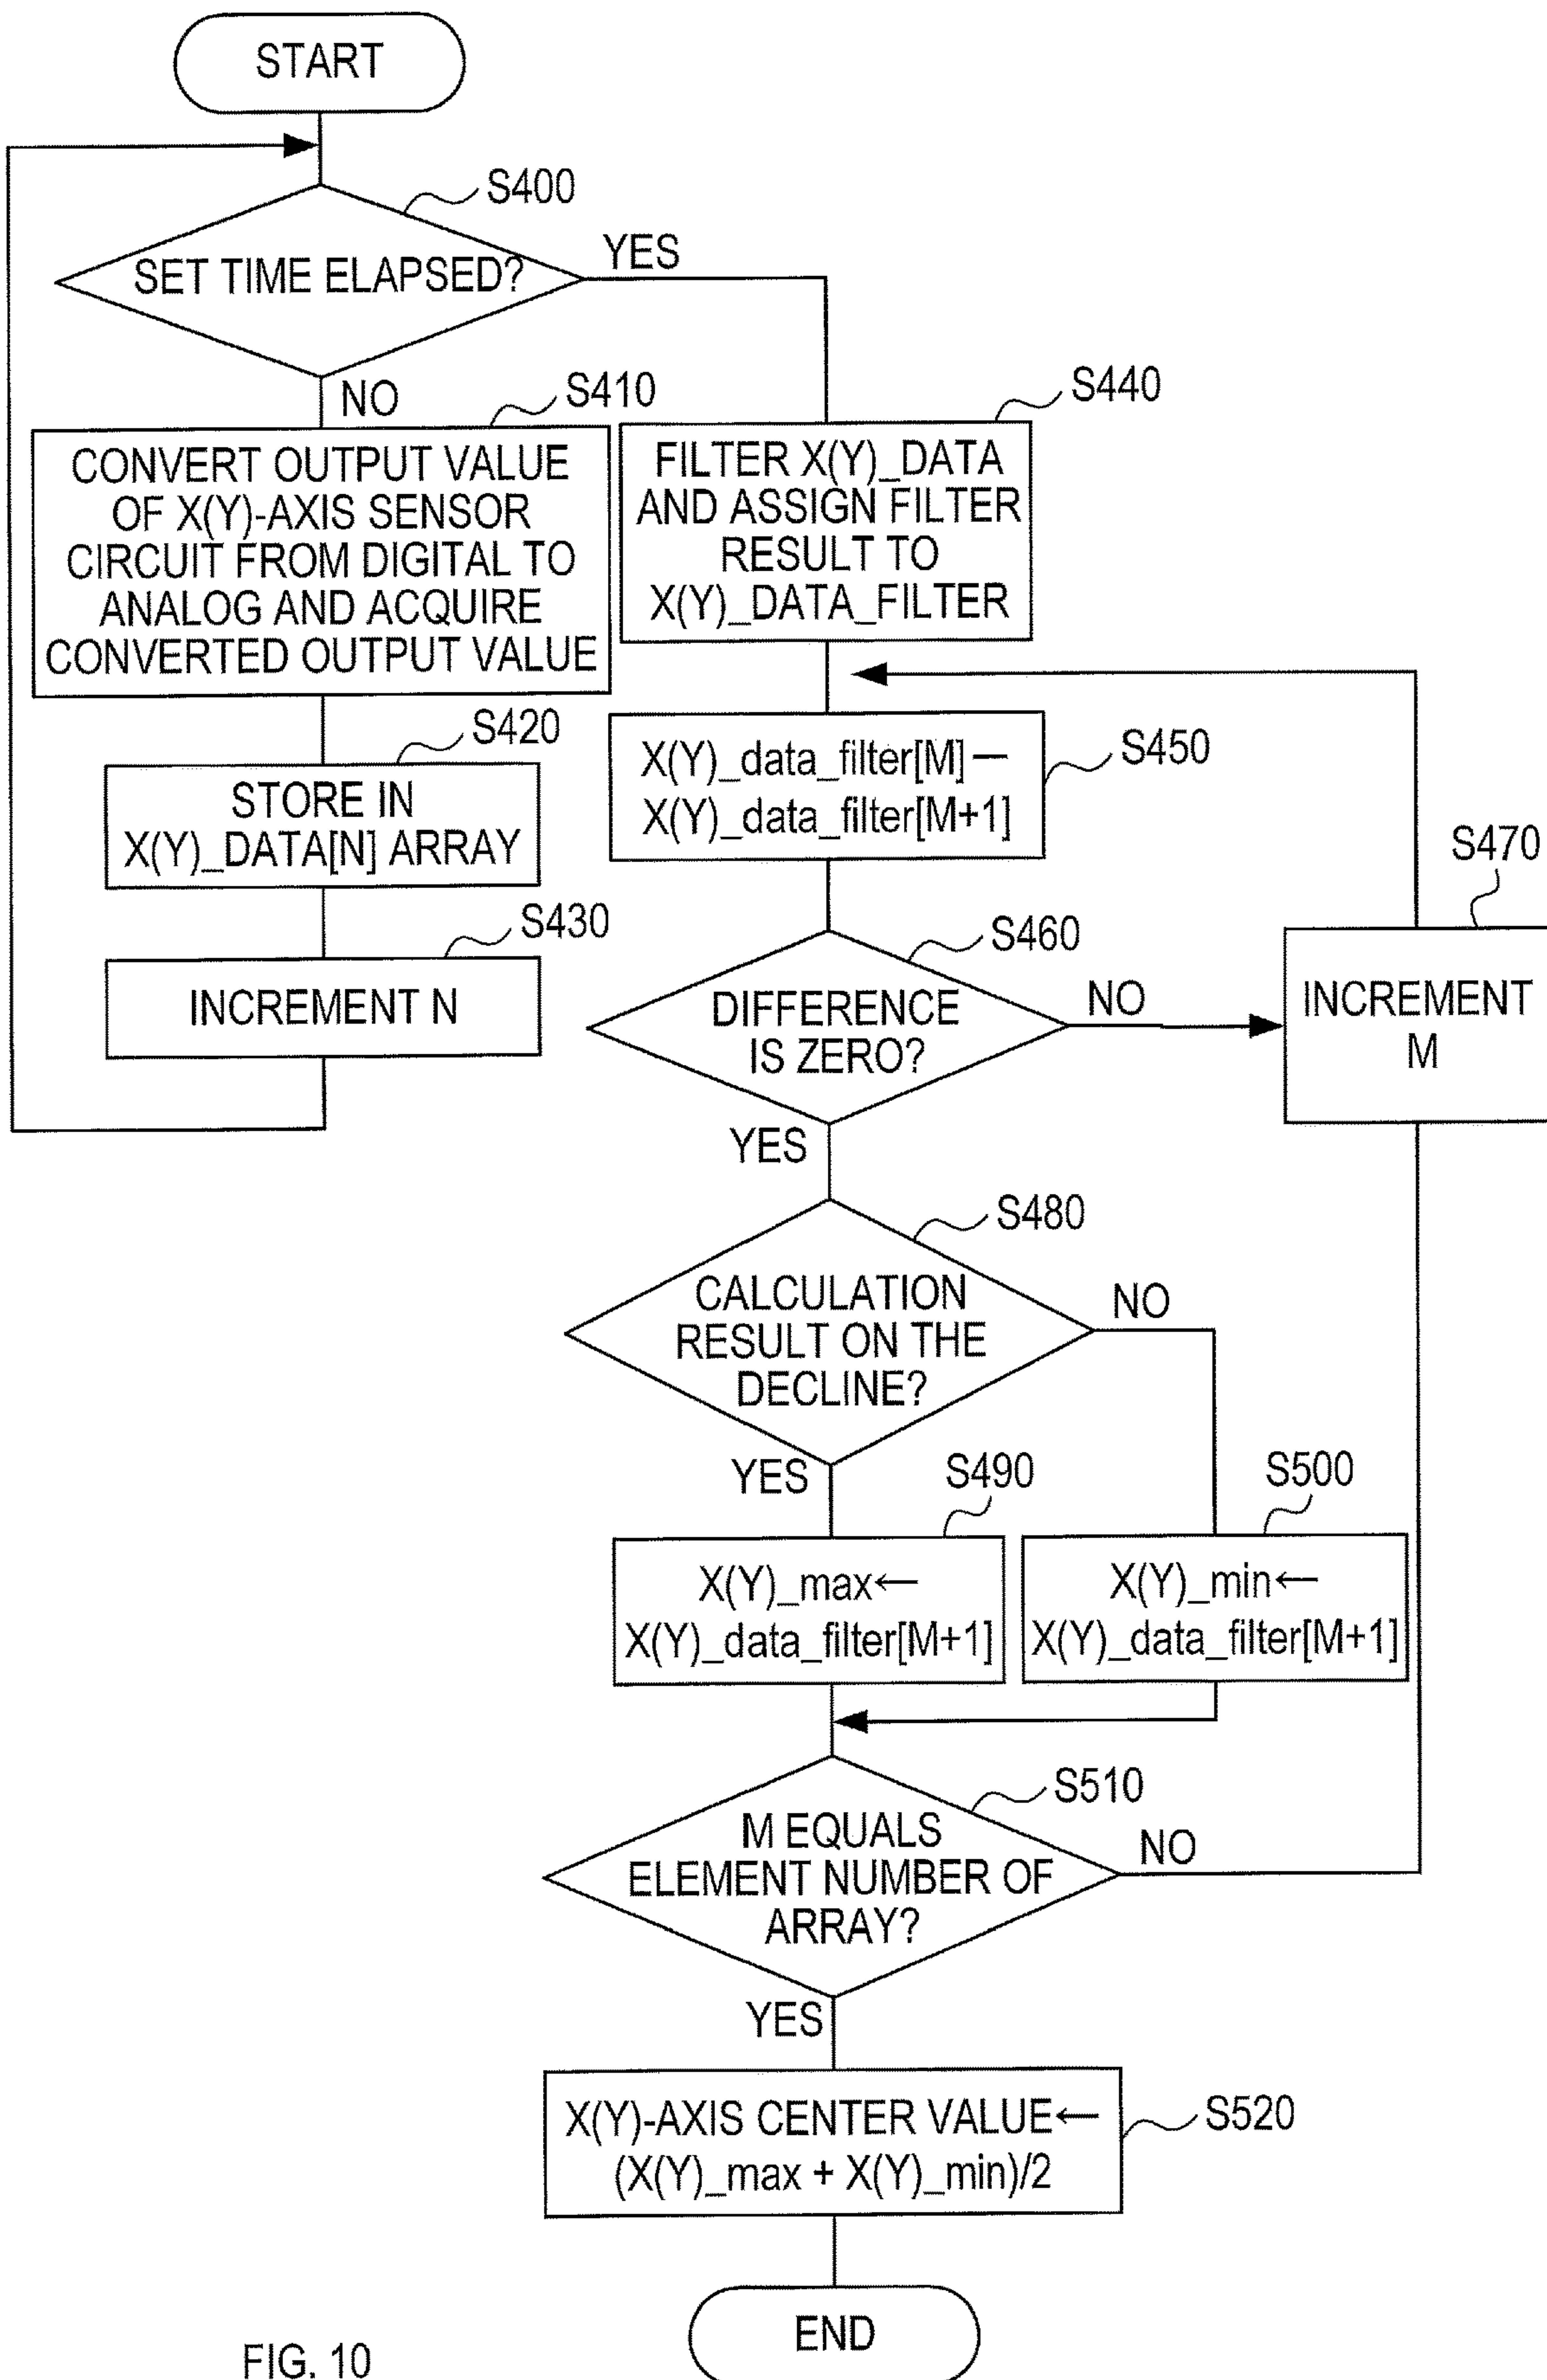 START
S400
SET TIME ELAPSED?
YES
NO
S410
CONVERT OUTPUT VALUE
OF X(Y)-AXIS SENSOR
CIRCUIT FROM DIGITAL TO
ANALOG AND ACQUIRE
CONVERTED OUTPUT VALUE
S420
STORE IN
X(Y)_DATA[N] ARRAY
S430
INCREMENT N
S440
FILTER X(Y)_DATA
AND ASSIGN FILTER
RESULT TO
X(Y)_DATA_FILTER
S450
X(Y)_data_filter[M]—
X(Y)_data_filter[M+1]
S460
DIFFERENCE
IS ZERO?
NO
S470
INCREMENT
M
YES
S480
CALCULATION
RESULT ON THE
DECLINE?
NO
YES
S490
X(Y)_max←
X(Y)_data_filter[M+1]
S500
X(Y)_min←
X(Y)_data_filter[M+1]
S510
M EQUALS
ELEMENT NUMBER OF
ARRAY?
NO
YES
S520
X(Y)-AXIS CENTER VALUE←
(X(Y)_max + X(Y)_min)/2
END
FIG. 10